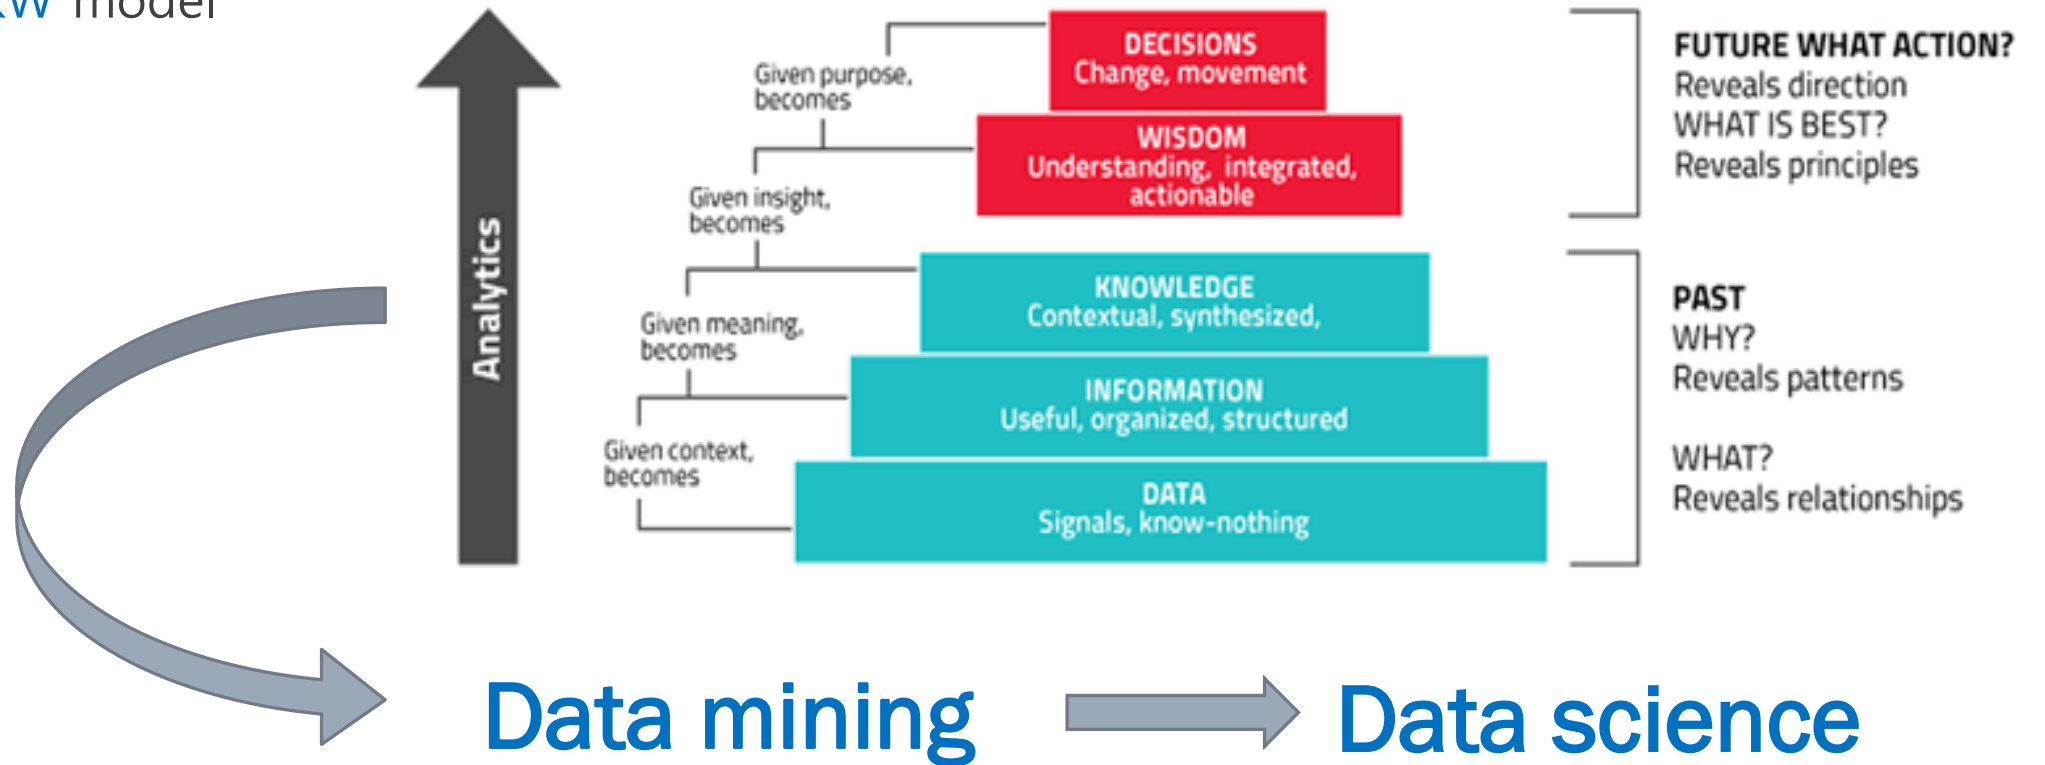 KW model
DECISIONS
Change, movement
Given purpose,
becomes
WISDOM
Understanding, integrated,
actionable
Given insight,
becomes
KNOWLEDGE
Contextual, synthesized,
Given meaning,
becomes
INFORMATION
Useful, organized, structured
Given context,
becomes
DATA
Signals, know-nothing
Analytics
FUTURE WHAT ACTION?
Reveals direction
WHAT IS BEST?
Reveals principles
PAST
WHY?
Reveals patterns
WHAT?
Reveals relationships
Data mining
Data science